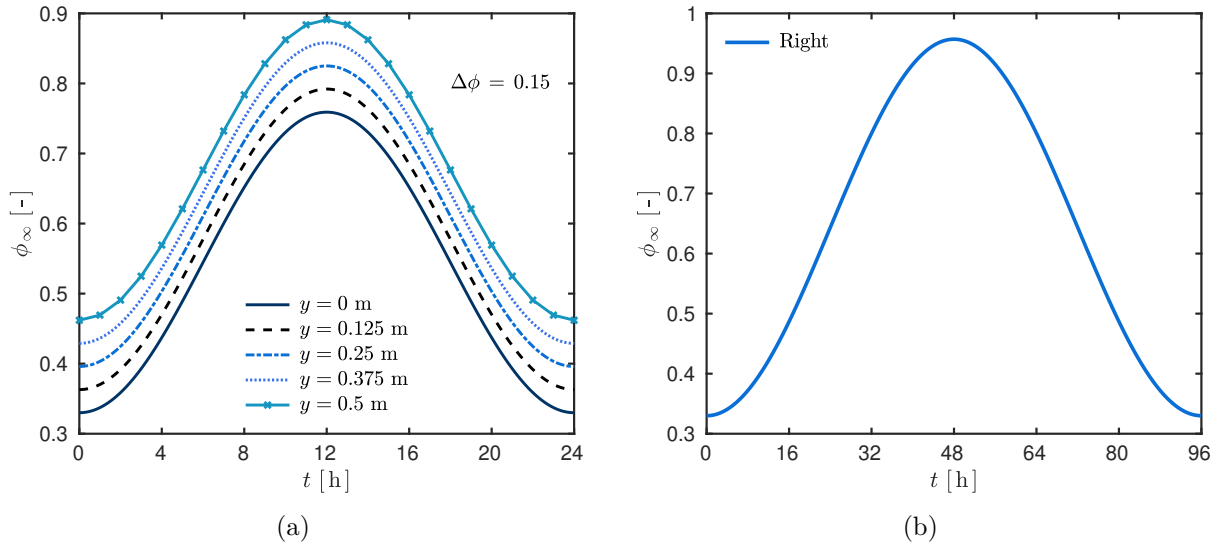 0.9
0.8
0.7
0.6
0.5
0.4
0.3
ϕ∞ [ - ]
Δϕ = 0.15
y = 0 m
y = 0.125 m
y = 0.25 m
y = 0.375 m
y = 0.5 m
0 4 8 12 16 20 24
t [ h ]
(a)
1
0.9
0.8
0.7
0.6
0.5
0.4
0.3
ϕ∞ [ - ]
Right
0 16 32 48 64 80 96
t [ h ]
(b)